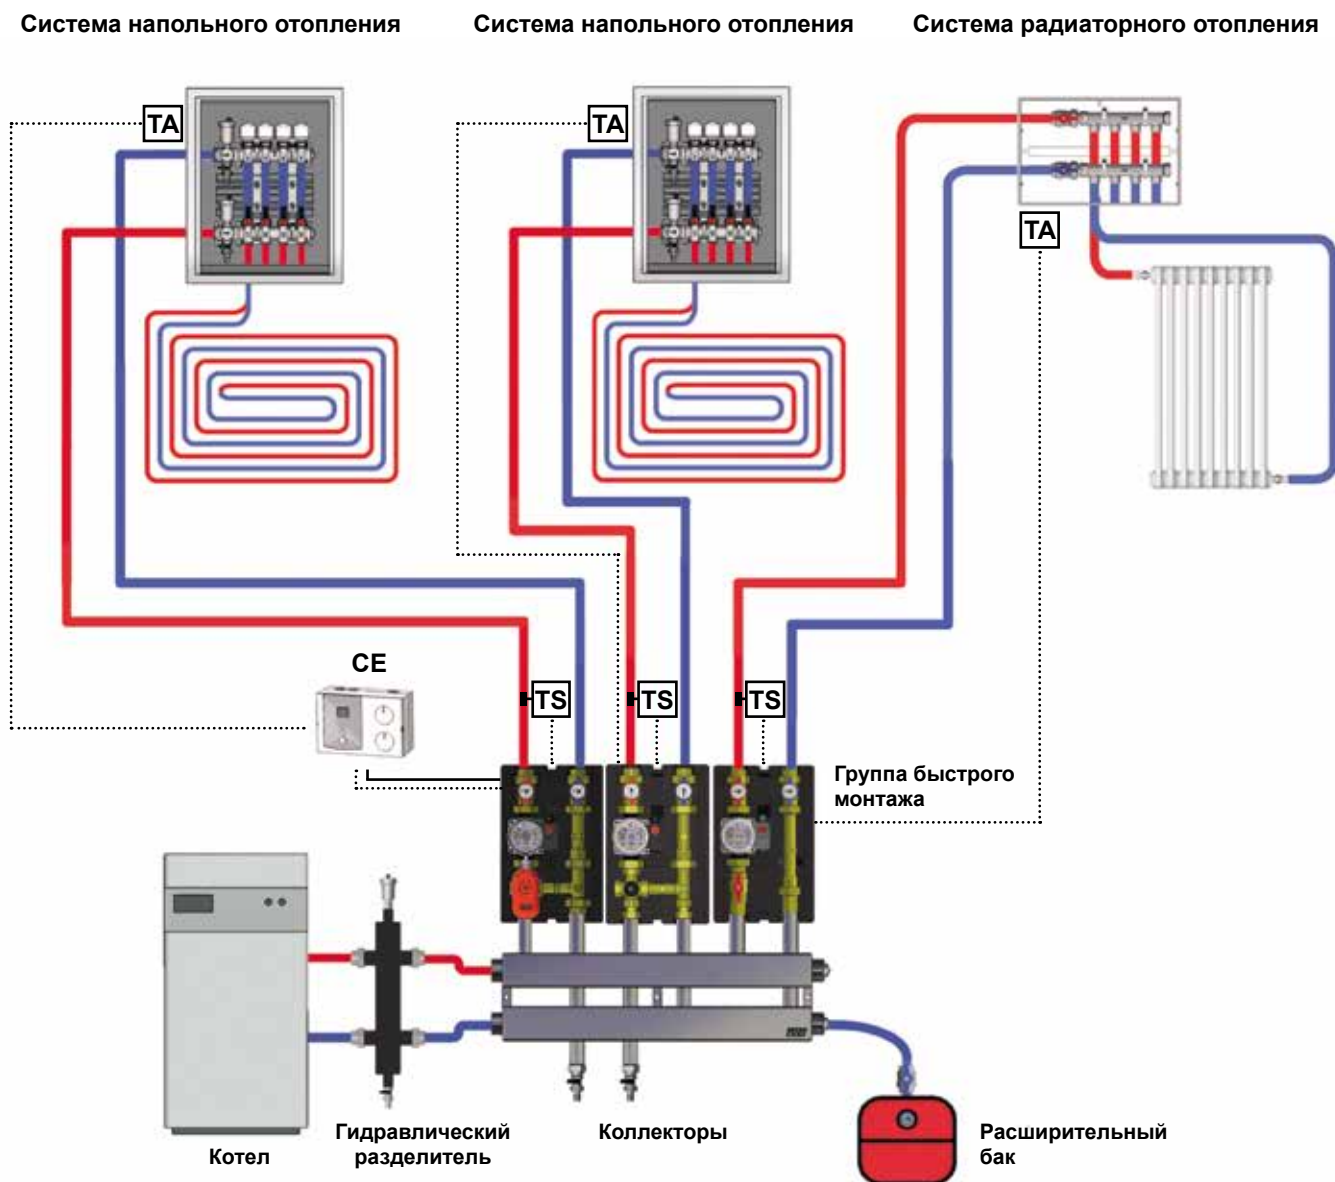 Система напольного отопления
Система напольного отопления
Система радиаторного отопления
TA
TA
TA
CE
TS
TS
TS
Группа быстрого
монтажа
Котел
Гидравлический
разделитель
Коллекторы
Расширительный
бак